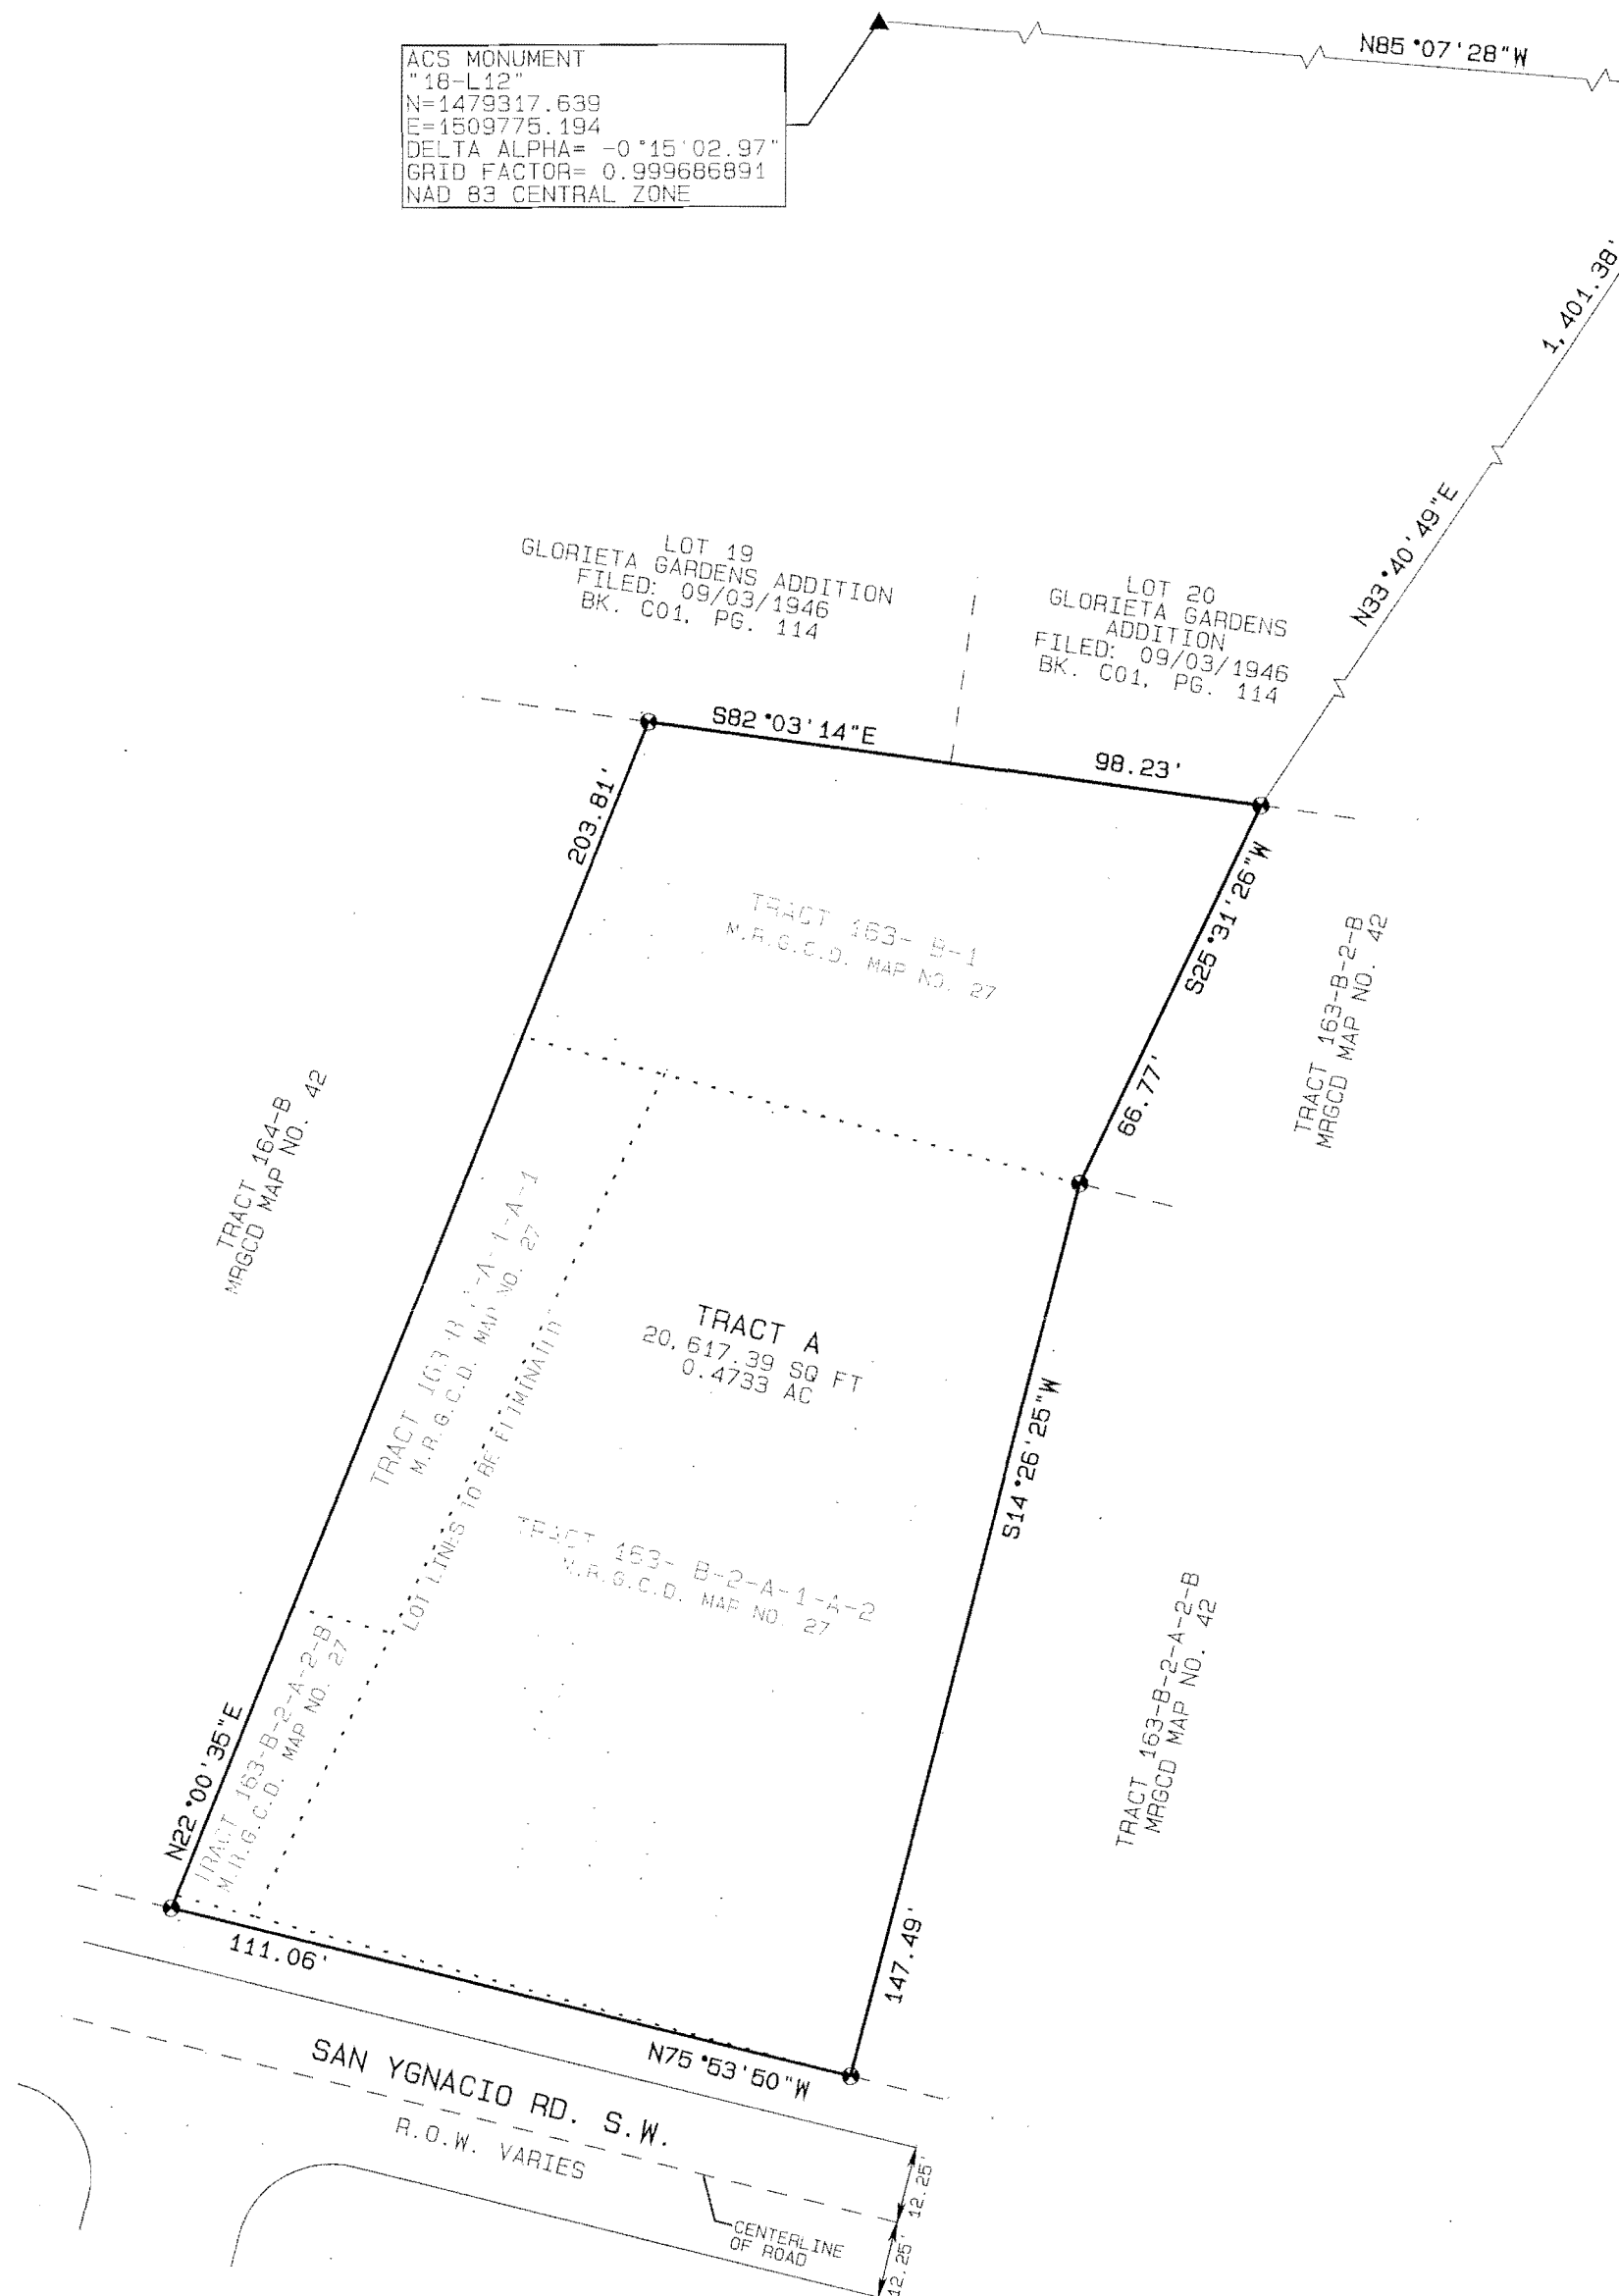 ACS MONUMENT
"18-L12"
N=1479317.639
E=1509775.194
DELTA ALPHA= -0°15'02.97"
GRID FACTOR= 0.999686891
NAD 83 CENTRAL ZONE
N85°07'28"W
1,401.38'
N33°40'49"E
LOT 19
GLORIETA GARDENS ADDITION
FILED: 09/03/1946
BK. C01, PG. 114
LOT 20
GLORIETA GARDENS
ADDITION
FILED: 09/03/1946
BK. C01, PG. 114
S82°03'14"E
98.23'
203.81'
TRACT 163- B-1
M.R.G.C.D. MAP NO. 27
S25°31'26"W
66.77'
TRACT 163-B-2-B
MRGCD MAP NO. 42
TRACT 164-B
MRGCD MAP NO. 42
TRACT 163-B-2-A-1-A-1
M.R.G.C.D. MAP NO. 27
LOT LINES TO BE ELIMINATED
TRACT A
20,617.39 SQ FT
0.4733 AC
S14°26'25"W
TRACT 163- B-2-A-1-A-2
M.R.G.C.D. MAP NO. 27
TRACT 163-B-2-A-2-B
MRGCD MAP NO. 42
TRACT 163-B-2-A-2-B
M.R.G.C.D. MAP NO. 27
N22°00'35"E
147.49'
111.06'
N75°53'50"W
SAN YGNACIO RD. S.W.
R.O.W. VARIES
12.25'
12.25'
CENTERLINE
OF ROAD